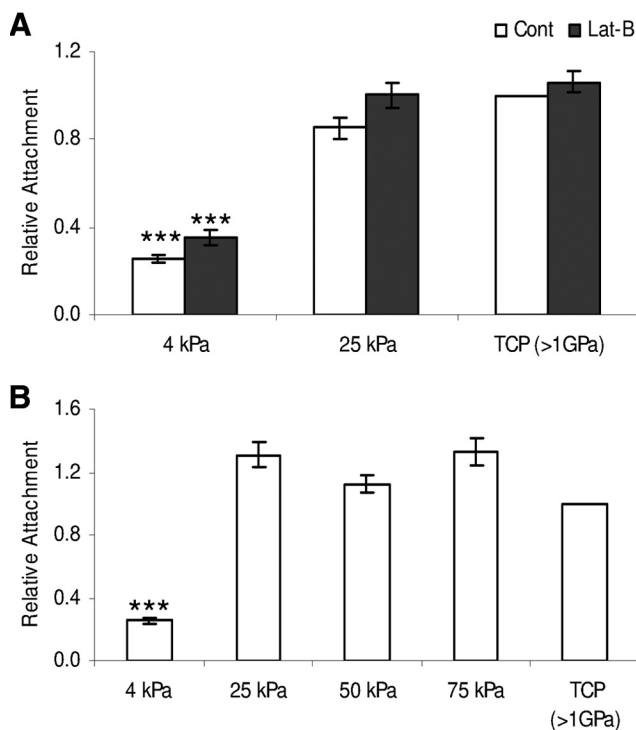 A
Cont Lat-B
Relative Attachment
1.2
0.8
0.4
0.0
*** ***
4 kPa 25 kPa TCP (>1GPa)
B
Relative Attachment
1.6
1.2
0.8
0.4
0.0
***
4 kPa 25 kPa 50 kPa 75 kPa TCP
(>1GPa)